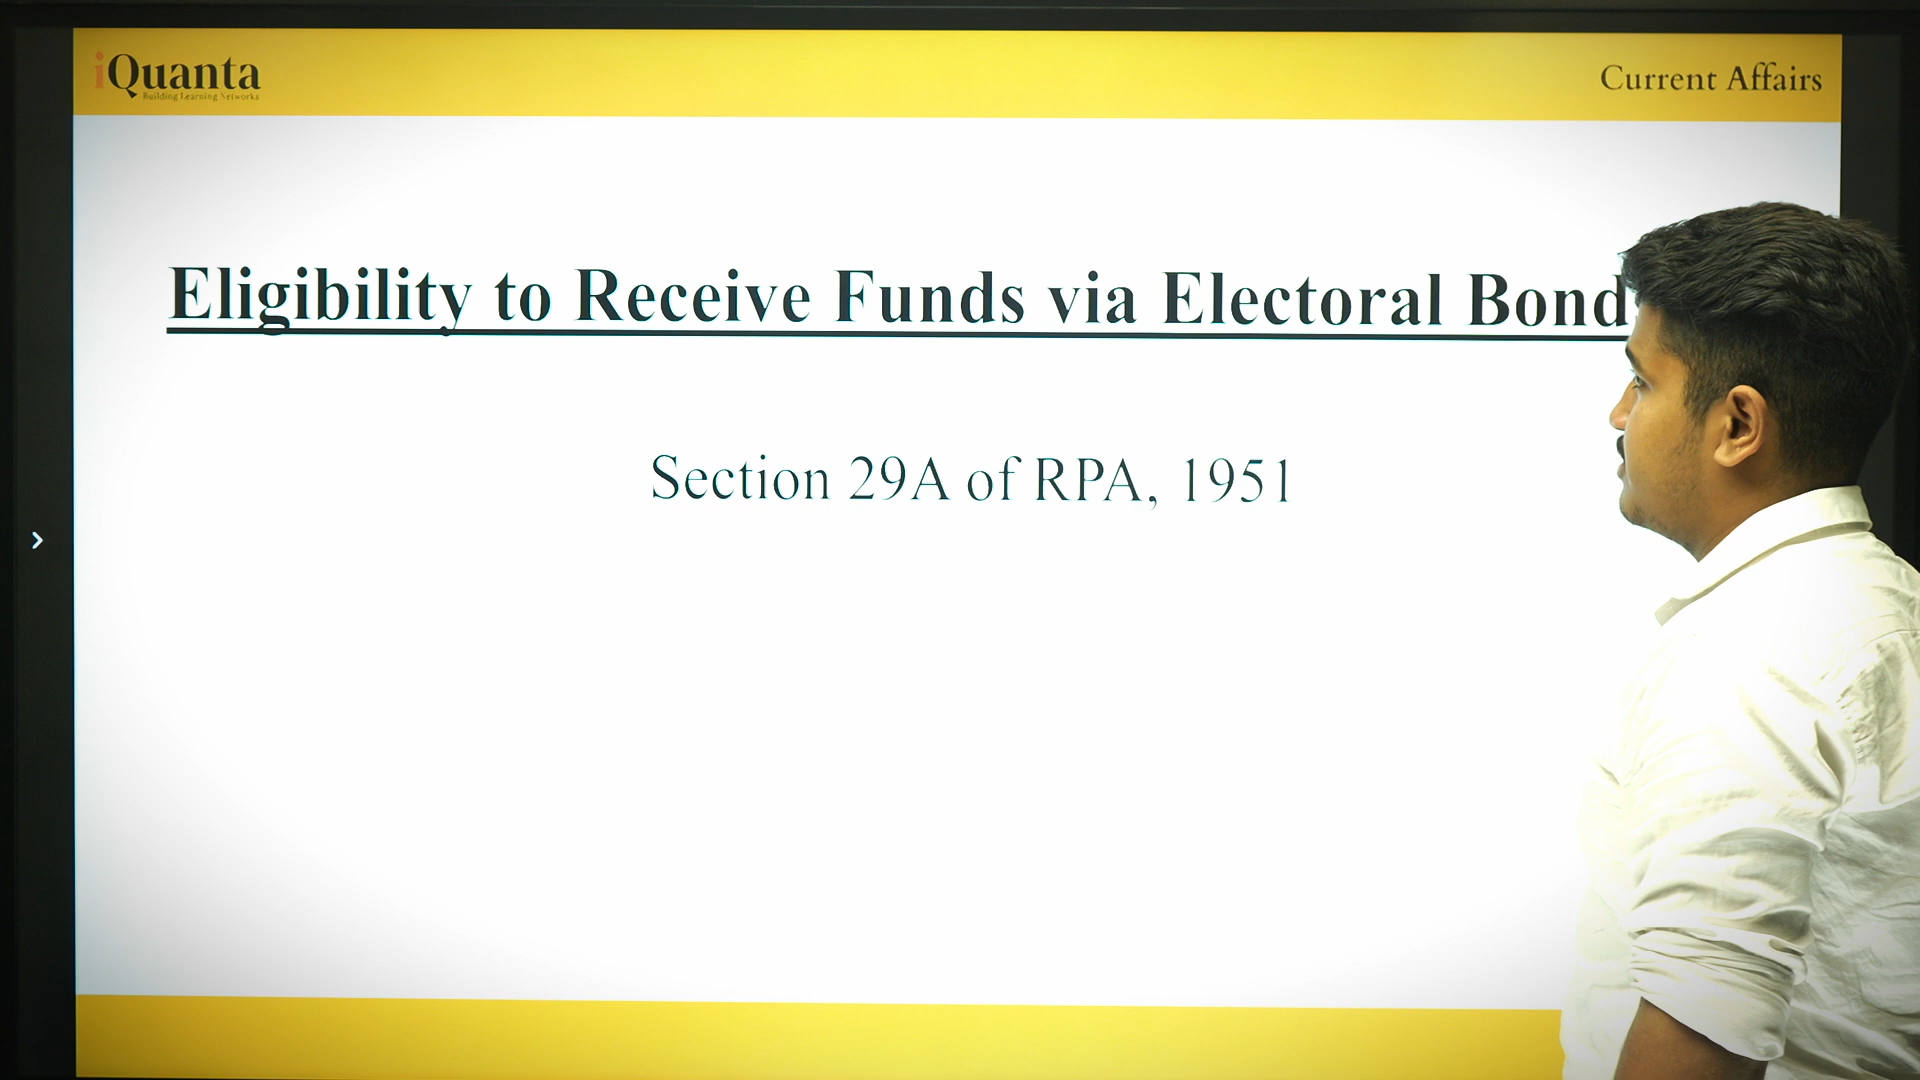 iQuanta
Building Learning Networks
Current Affairs
Eligibility to Receive Funds via Electoral Bond
Section 29A of RPA, 1951